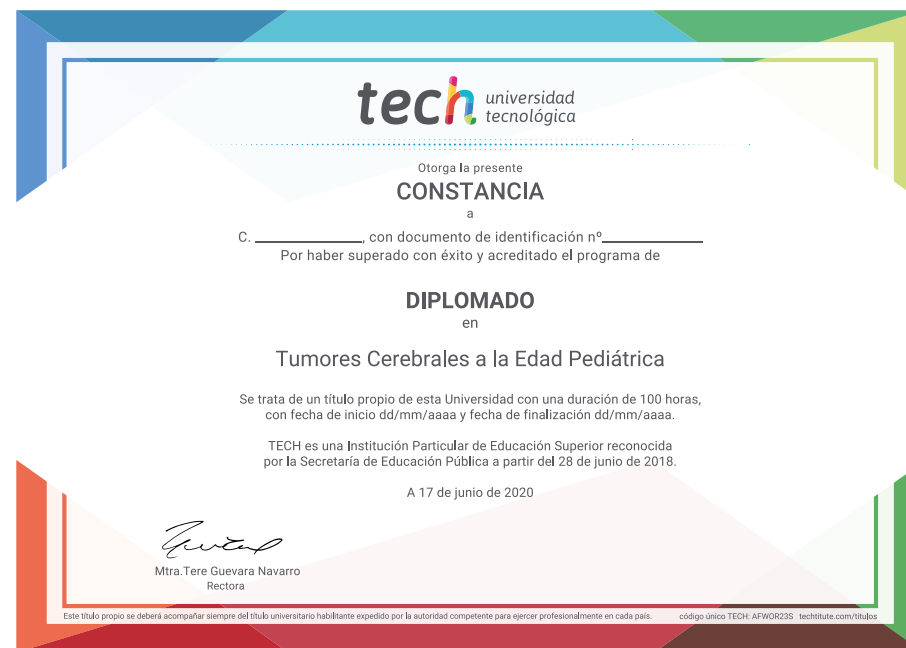 tech universidad
tecnológica
Otorga la presente
CONSTANCIA
a
C. ____________, con documento de identificación nº____________
Por haber superado con éxito y acreditado el programa de
DIPLOMADO
en
Tumores Cerebrales a la Edad Pediátrica
Se trata de un título propio de esta Universidad con una duración de 100 horas,
con fecha de inicio dd/mm/aaaa y fecha de finalización dd/mm/aaaa.
TECH es una Institución Particular de Educación Superior reconocida
por la Secretaría de Educación Pública a partir del 28 de junio de 2018.
A 17 de junio de 2020
Mtra.Tere Guevara Navarro
Rectora
Este título propio se deberá acompañar siempre del título universitario habilitante expedido por la autoridad competente para ejercer profesionalmente en cada país. código único TECH: AFWOR23S techtitute.com/titulos